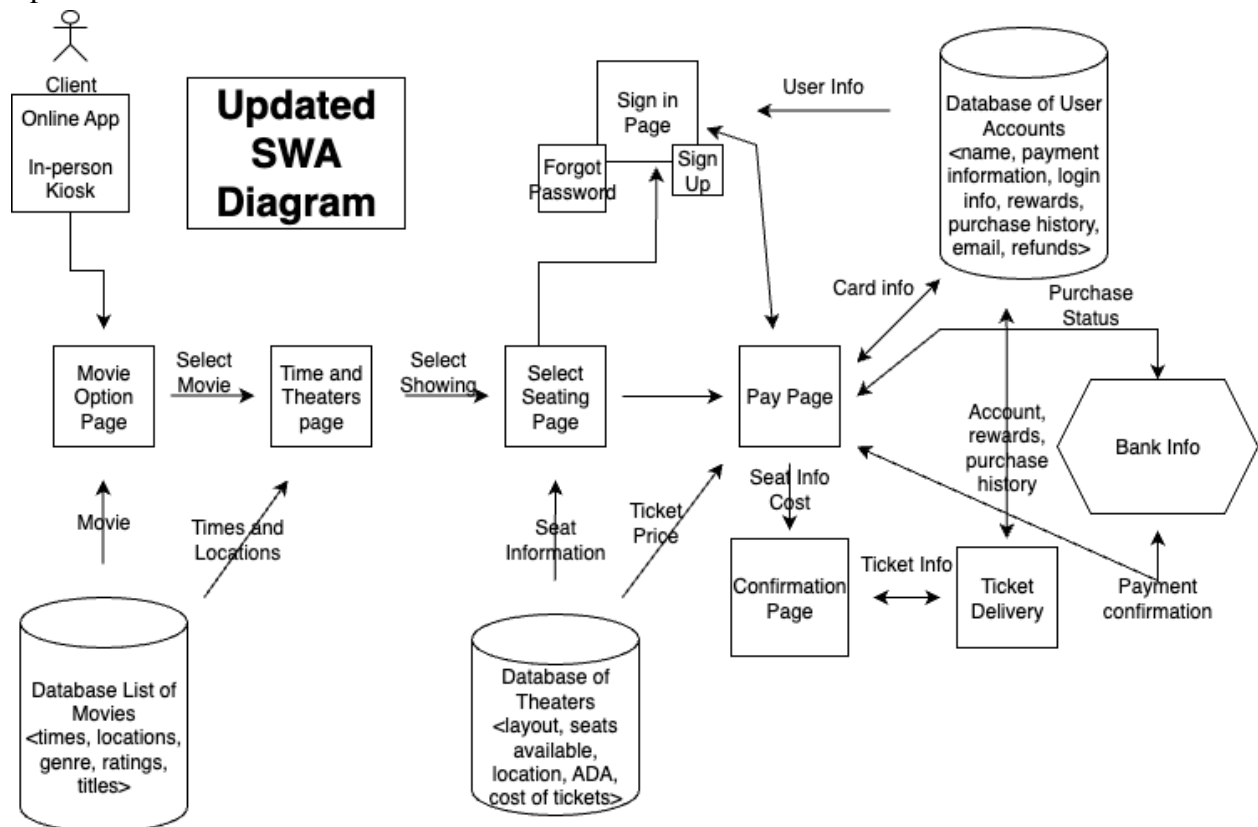 Client
Online App
In-person
Kiosk
Updated
SWA
Diagram
Sign in
Page
Forgot
Password
Sign
Up
User Info
Database of User
Accounts
<name, payment
information, login
info, rewards,
purchase history,
email, refunds>
Card info
Purchase
Status
Movie
Option
Page
Select
Movie
Time and
Theaters
page
Select
Showing
Select
Seating
Page
Pay Page
Account,
rewards,
purchase
history
Bank Info
Movie
Times and
Locations
Seat
Information
Ticket
Price
Seat Info
Cost
Confirmation
Page
Ticket Info
Ticket
Delivery
Payment
confirmation
Database List of
Movies
<times, locations,
genre, ratings,
titles>
Database of
Theaters
<layout, seats
available,
location, ADA,
cost of tickets>